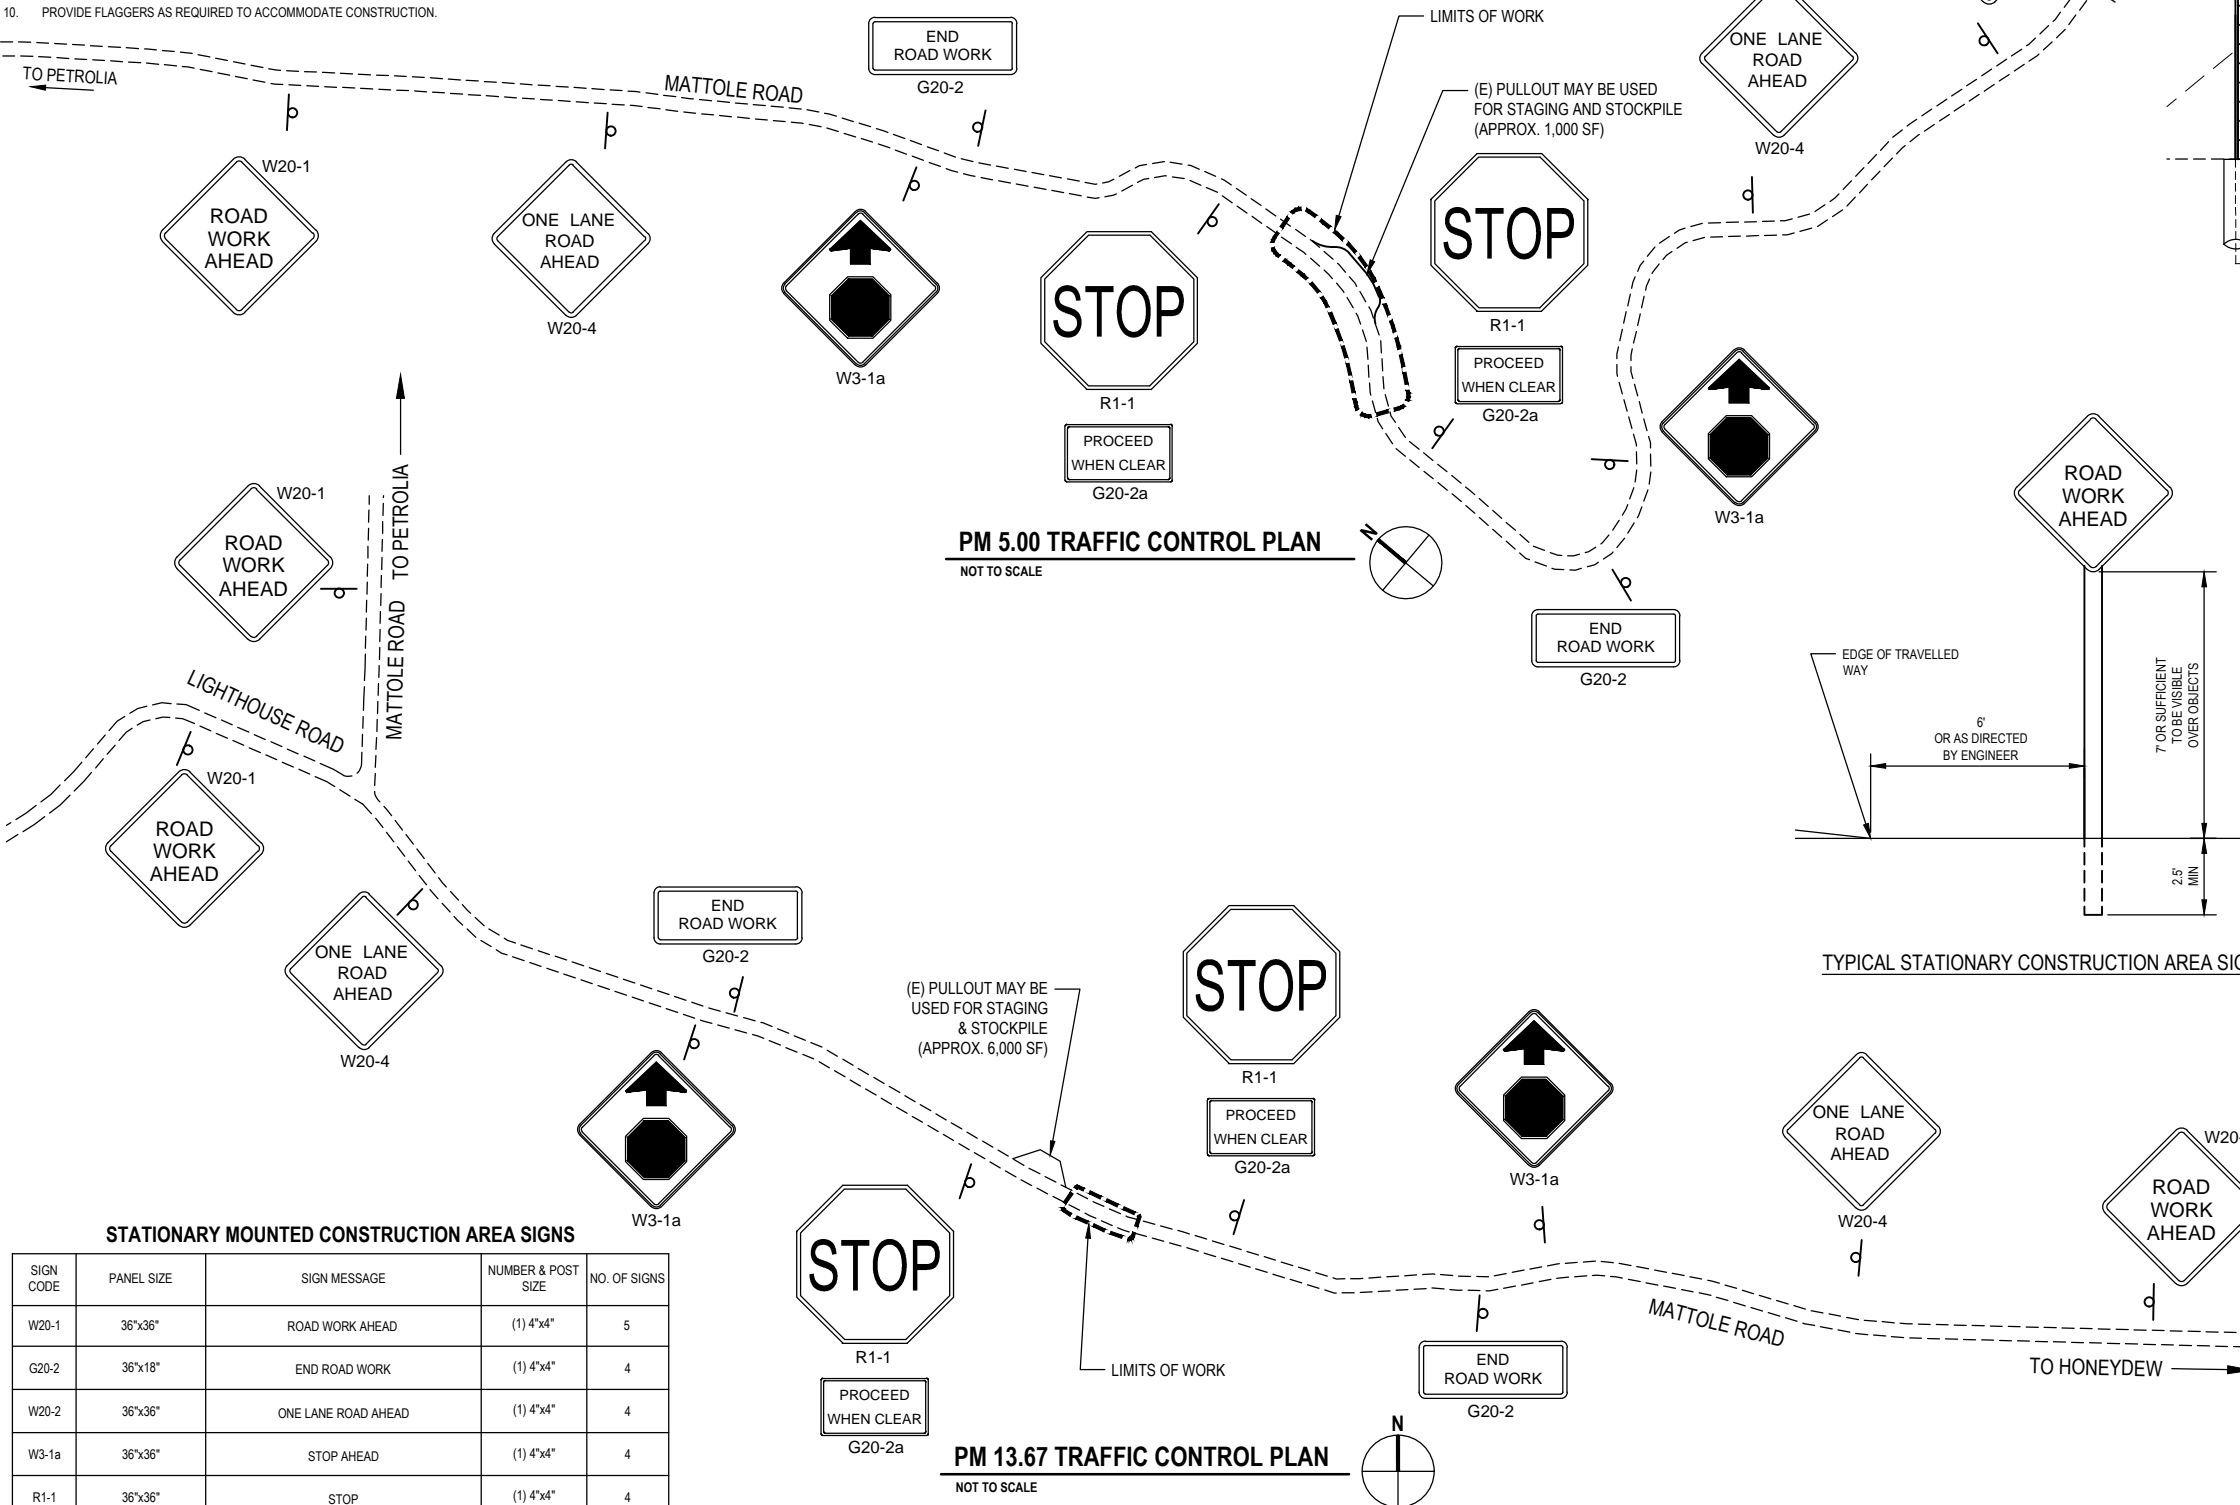 10. PROVIDE FLAGGERS AS REQUIRED TO ACCOMMODATE CONSTRUCTION.
TO PETROLIA
MATTOLE ROAD
END
ROAD WORK
G20-2
LIMITS OF WORK
(E) PULLOUT MAY BE USED
FOR STAGING AND STOCKPILE
(APPROX. 1,000 SF)
ONE LANE
ROAD
AHEAD
W20-4
W20-1
ROAD
WORK
AHEAD
ONE LANE
ROAD
AHEAD
W20-4
W3-1a
STOP
R1-1
PROCEED
WHEN CLEAR
G20-2a
STOP
R1-1
PROCEED
WHEN CLEAR
G20-2a
W3-1a
END
ROAD WORK
G20-2
PM 5.00 TRAFFIC CONTROL PLAN
NOT TO SCALE
N
W20-1
ROAD
WORK
AHEAD
MATTOLE ROAD TO PETROLIA
LIGHTHOUSE ROAD
W20-1
ROAD
WORK
AHEAD
ONE LANE
ROAD
AHEAD
W20-4
END
ROAD WORK
G20-2
W3-1a
(E) PULLOUT MAY BE
USED FOR STAGING
& STOCKPILE
(APPROX. 6,000 SF)
STOP
R1-1
PROCEED
WHEN CLEAR
G20-2a
STOP
R1-1
PROCEED
WHEN CLEAR
G20-2a
LIMITS OF WORK
W3-1a
ONE LANE
ROAD
AHEAD
W20-4
W20-
ROAD
WORK
AHEAD
MATTOLE ROAD
TO HONEYDEW
END
ROAD WORK
G20-2
PM 13.67 TRAFFIC CONTROL PLAN
NOT TO SCALE
N
ROAD
WORK
AHEAD
EDGE OF TRAVELLED
WAY
6'
OR AS DIRECTED
BY ENGINEER
7' OR SUFFICIENT
TO BE VISIBLE
OVER OBJECTS
2.5'
MIN
TYPICAL STATIONARY CONSTRUCTION AREA
STATIONARY MOUNTED CONSTRUCTION AREA SIGNS
SIGN CODE PANEL SIZE SIGN MESSAGE NUMBER & POST SIZE NO. OF SIGNS
W20-1 36"x36" ROAD WORK AHEAD (1) 4"x4" 5
G20-2 36"x18" END ROAD WORK (1) 4"x4" 4
W20-2 36"x36" ONE LANE ROAD AHEAD (1) 4"x4" 4
W3-1a 36"x36" STOP AHEAD (1) 4"x4" 4
R1-1 36"x36" STOP (1) 4"x4" 4